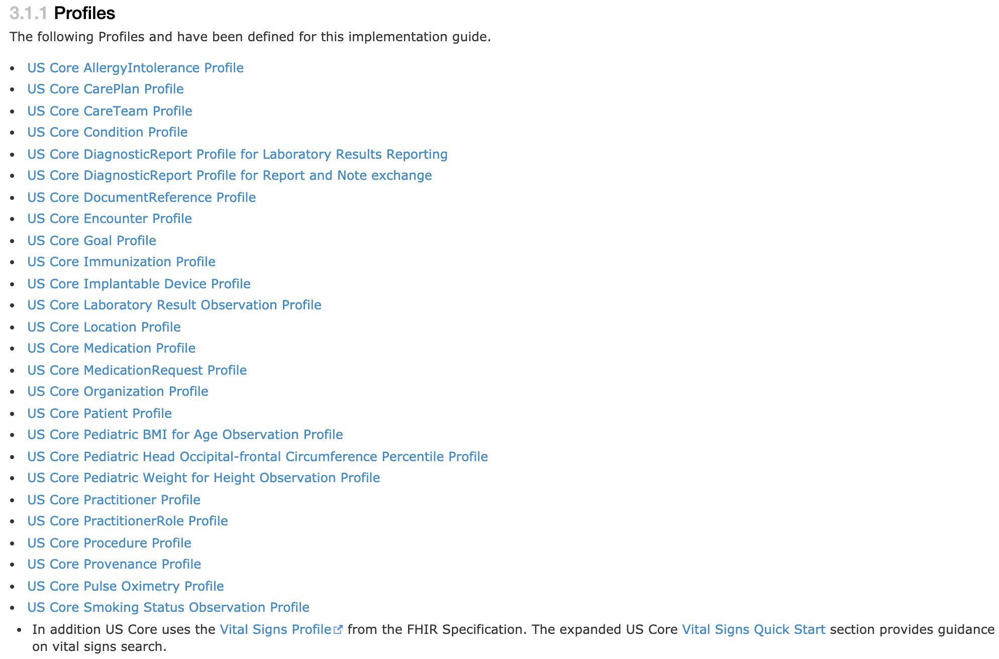 3.1.1 Profiles
The following Profiles and have been defined for this implementation guide.
• US Core AllergyIntolerance Profile
• US Core CarePlan Profile
• US Core CareTeam Profile
• US Core Condition Profile
• US Core DiagnosticReport Profile for Laboratory Results Reporting
• US Core DiagnosticReport Profile for Report and Note exchange
• US Core DocumentReference Profile
• US Core Encounter Profile
• US Core Goal Profile
• US Core Immunization Profile
• US Core Implantable Device Profile
• US Core Laboratory Result Observation Profile
• US Core Location Profile
• US Core Medication Profile
• US Core MedicationRequest Profile
• US Core Organization Profile
• US Core Patient Profile
• US Core Pediatric BMI for Age Observation Profile
• US Core Pediatric Head Occipital-frontal Circumference Percentile Profile
• US Core Pediatric Weight for Height Observation Profile
• US Core Practitioner Profile
• US Core PractitionerRole Profile
• US Core Procedure Profile
• US Core Provenance Profile
• US Core Pulse Oximetry Profile
• US Core Smoking Status Observation Profile
• In addition US Core uses the Vital Signs Profile from the FHIR Specification. The expanded US Core Vital Signs Quick Start section provides guidance
on vital signs search.